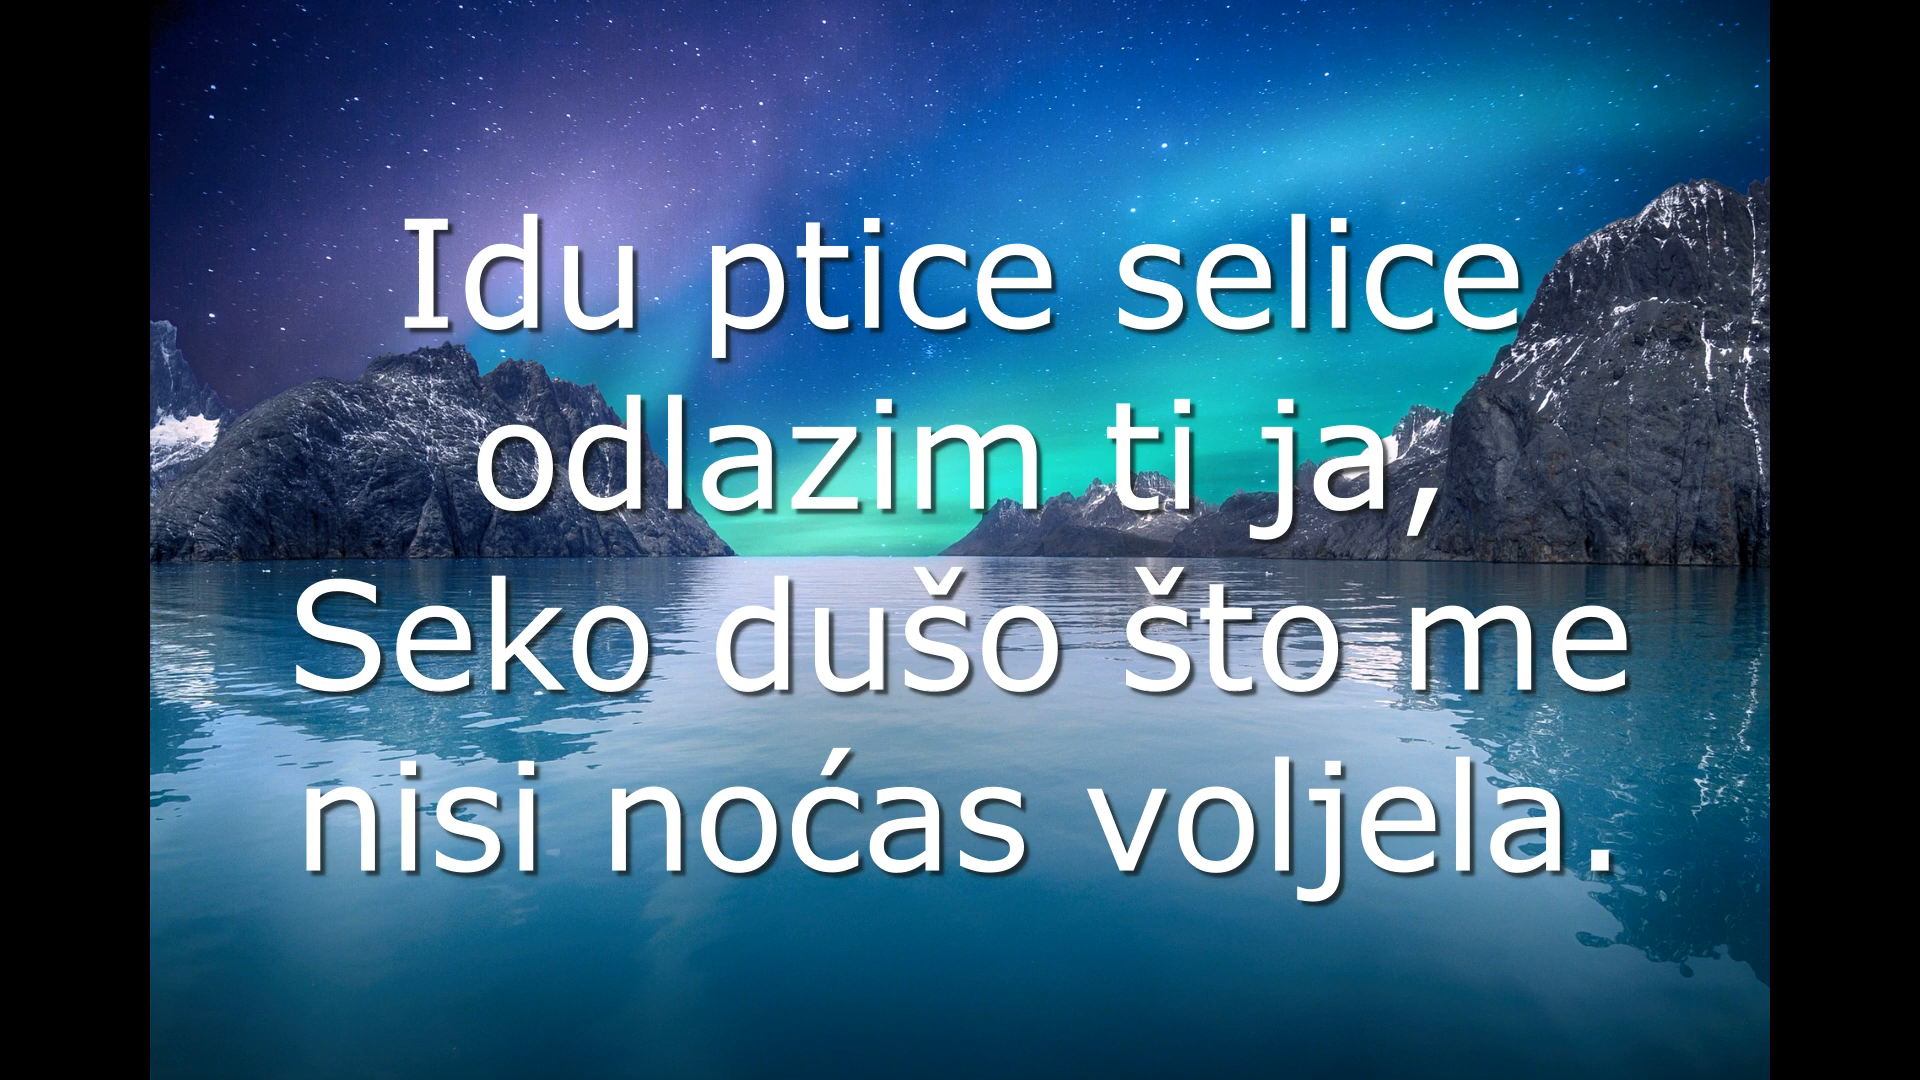 Idu ptice selice
odlazim ti ja,
Seko dušo što me
nisi noćas voljela.